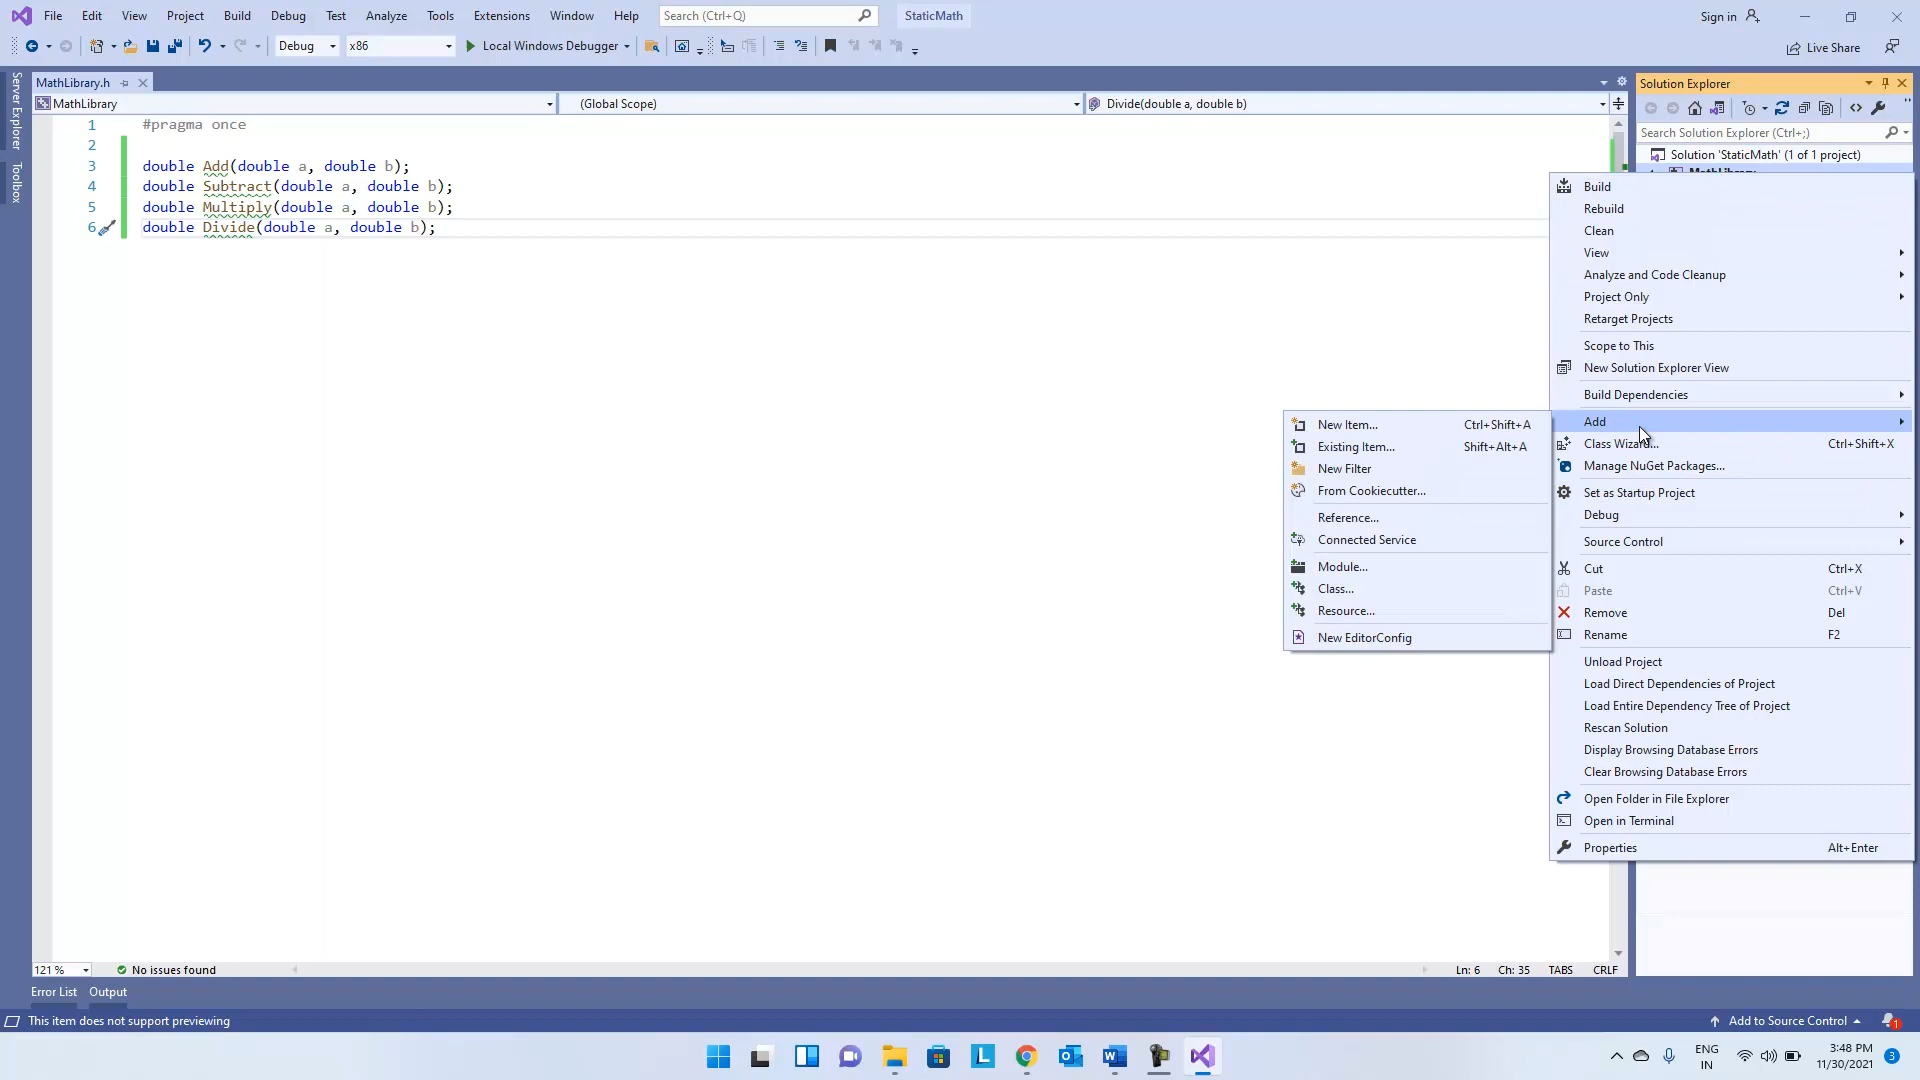 File Edit View Project Build Debug Test Analyze Tools Extensions Window Help Search (Ctrl+Q) StaticMath Sign in
Debug x86 Local Windows Debugger Live Share
Server Explorer
Toolbox
MathLibrary.h
MathLibrary (Global Scope) Divide(double a, double b)
1 #pragma once
2
3 double Add(double a, double b);
4 double Subtract(double a, double b);
5 double Multiply(double a, double b);
6 double Divide(double a, double b);
Solution Explorer
Search Solution Explorer (Ctrl+;)
Solution 'StaticMath' (1 of 1 project)
MathLibrary
Build
Rebuild
Clean
View
Analyze and Code Cleanup
Project Only
Retarget Projects
Scope to This
New Solution Explorer View
Build Dependencies
Add
Class Wizard... Ctrl+Shift+X
Manage NuGet Packages...
Set as Startup Project
Debug
Source Control
Cut Ctrl+X
Paste Ctrl+V
Remove Del
Rename F2
Unload Project
Load Direct Dependencies of Project
Load Entire Dependency Tree of Project
Rescan Solution
Display Browsing Database Errors
Clear Browsing Database Errors
Open Folder in File Explorer
Open in Terminal
Properties Alt+Enter
New Item... Ctrl+Shift+A
Existing Item... Shift+Alt+A
New Filter
From Cookiecutter...
Reference...
Connected Service
Module...
Class...
Resource...
New EditorConfig
121 % No issues found Ln: 6 Ch: 35 TABS CRLF
Error List Output
This item does not support previewing Add to Source Control 1
ENG
IN
3:48 PM
11/30/2021
3